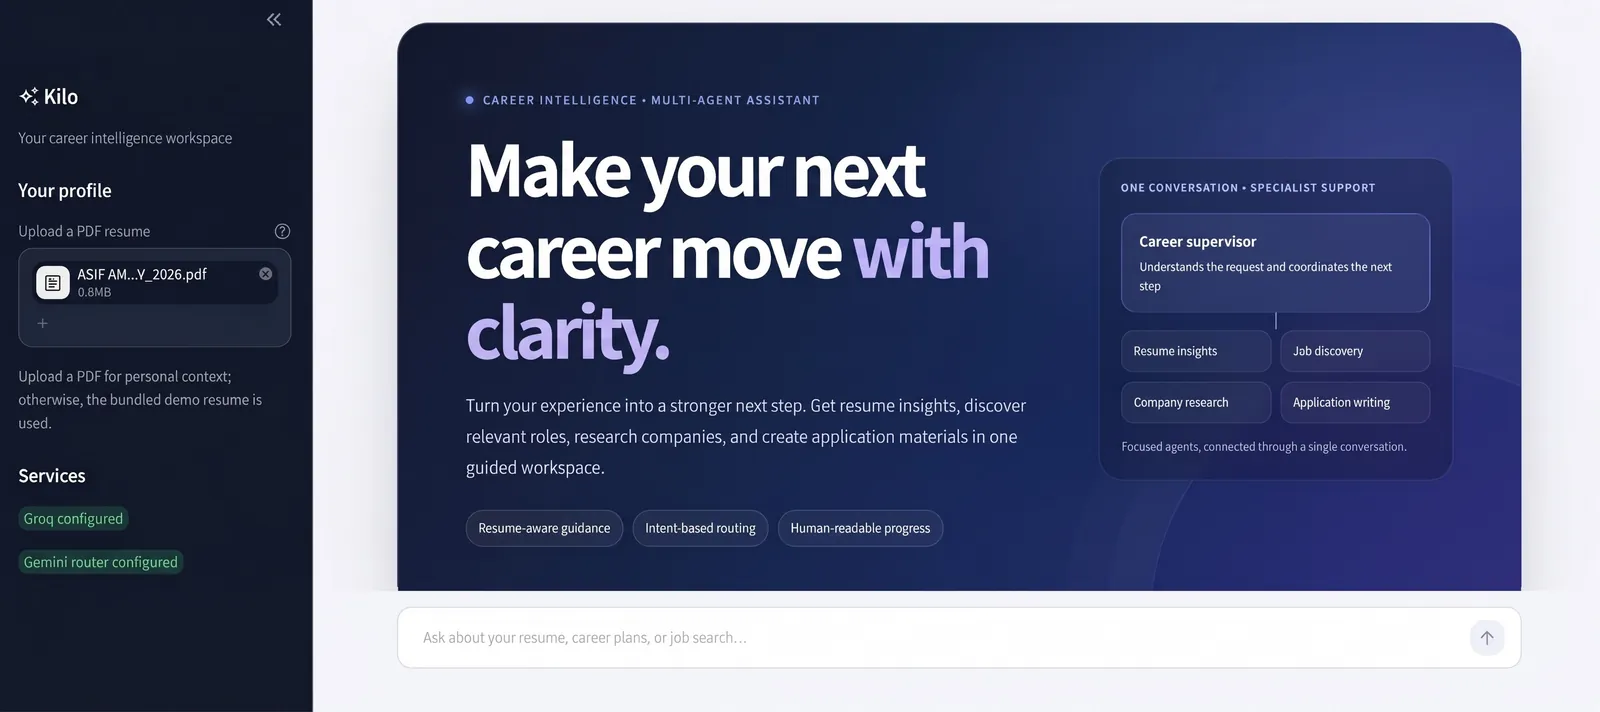 Kilo
Your career intelligence workspace
Your profile
Upload a PDF resume
ASIF AM...Y_2026.pdf
0.8MB
Upload a PDF for personal context;
otherwise, the bundled demo resume is
used.
Services
Groq configured
Gemini router configured
CAREER INTELLIGENCE • MULTI-AGENT ASSISTANT
Make your next
career move with
clarity.
Turn your experience into a stronger next step. Get resume insights, discover
relevant roles, research companies, and create application materials in one
guided workspace.
Resume-aware guidance
Intent-based routing
Human-readable progress
ONE CONVERSATION • SPECIALIST SUPPORT
Career supervisor
Understands the request and coordinates the next
step
Resume insights
Job discovery
Company research
Application writing
Focused agents, connected through a single conversation.
Ask about your resume, career plans, or job search...